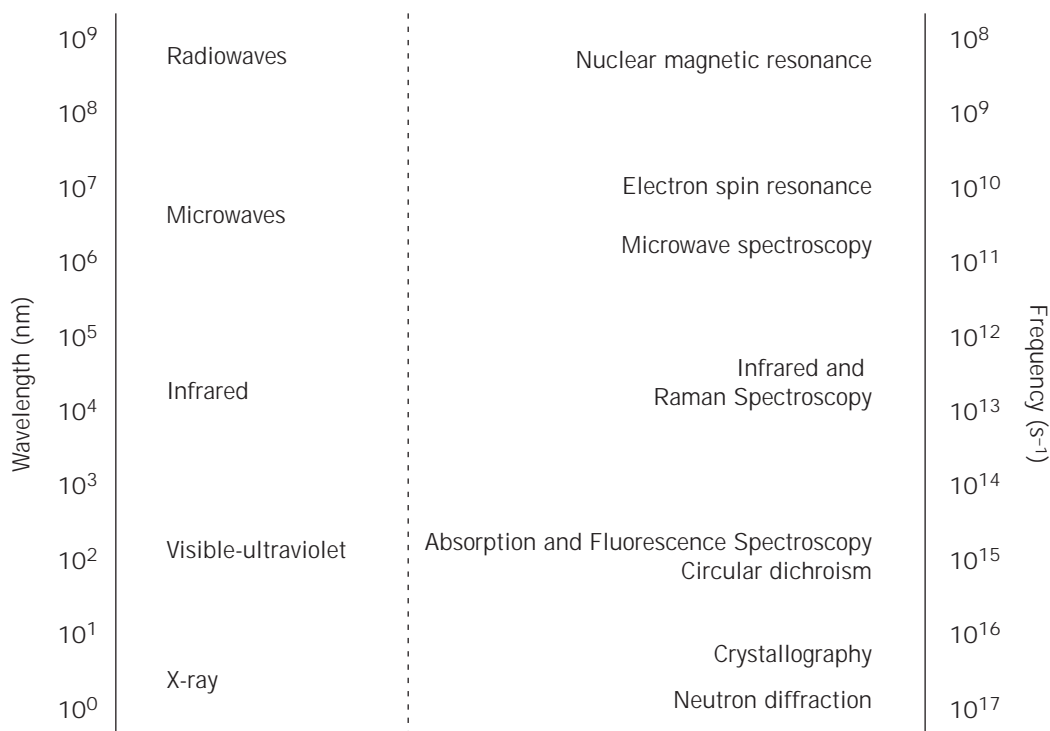 10⁹ Radiowaves Nuclear magnetic resonance 10⁸
10⁸ 10⁹
10⁷ Electron spin resonance 10¹⁰
Microwaves
Microwave spectroscopy
10⁶ 10¹¹
Wavelength (nm)
Frequency (s⁻¹)
10⁵ 10¹²
Infrared and
Infrared
Raman Spectroscopy
10⁴ 10¹³
10³ 10¹⁴
Visible-ultraviolet Absorption and Fluorescence Spectroscopy
10² 10¹⁵
Circular dichroism
10¹ 10¹⁶
Crystallography
X-ray
Neutron diffraction
10⁰ 10¹⁷